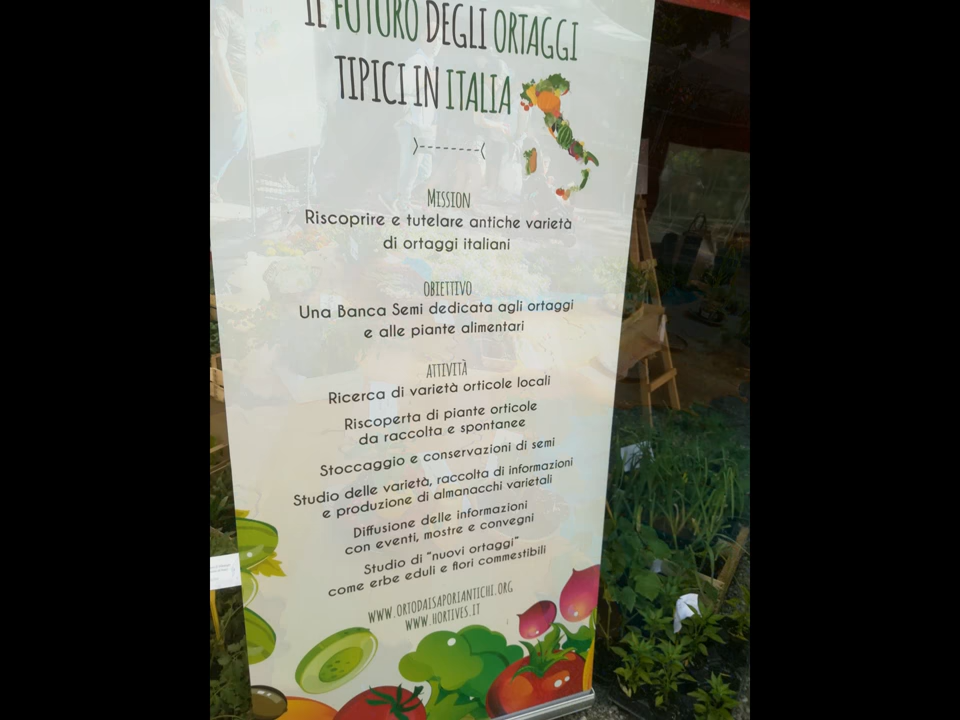 IL FUTURO DEGLI ORTAGGI
TIPICI IN ITALIA
MISSION
Riscoprire e tutelare antiche varietà
di ortaggi italiani
OBIETTIVO
Una Banca Semi dedicata agli ortaggi
e alle piante alimentari
ATTIVITÀ
Ricerca di varietà orticole locali
Riscoperta di piante orticole
da raccolta e spontanee
Stoccaggio e conservazioni di semi
Studio delle varietà, raccolta di informazioni
e produzione di almanacchi varietali
Diffusione delle informazioni
con eventi, mostre e convegni
Studio di "nuovi ortaggi"
come erbe eduli e fiori commestibili
WWW.ORTODAISAPORIANTICHI.ORG
WWW.HORTIVES.IT